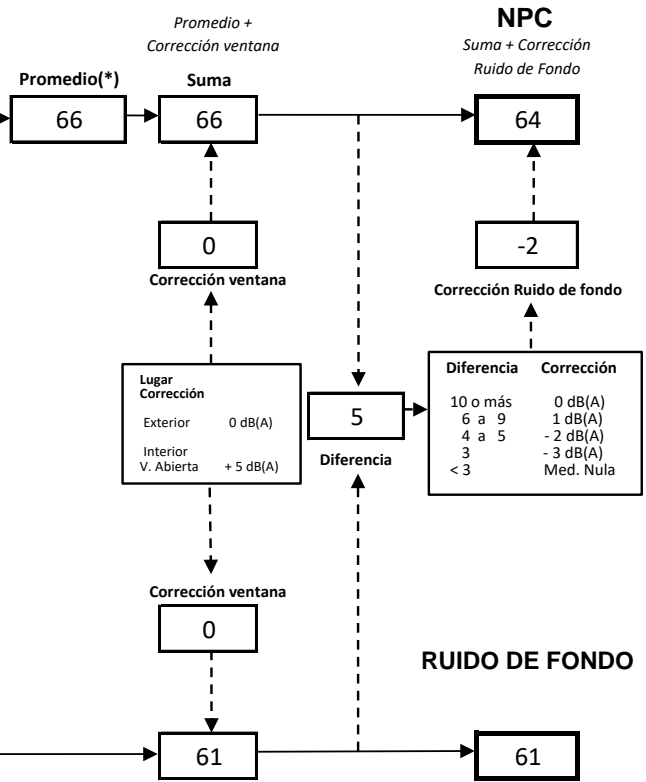 NPC
Promedio +
Corrección ventana
Suma + Corrección
Ruido de Fondo
Promedio(*)
Suma
66
66
64
0
-2
Corrección ventana
Corrección Ruido de fondo
Lugar
Corrección
Exterior 0 dB(A)
Interior
V. Abierta + 5 dB(A)
5
Diferencia
Diferencia Corrección
10 o más 0 dB(A)
6 a 9 1 dB(A)
4 a 5 - 2 dB(A)
3 - 3 dB(A)
< 3 Med. Nula
Corrección ventana
0
RUIDO DE FONDO
61
61